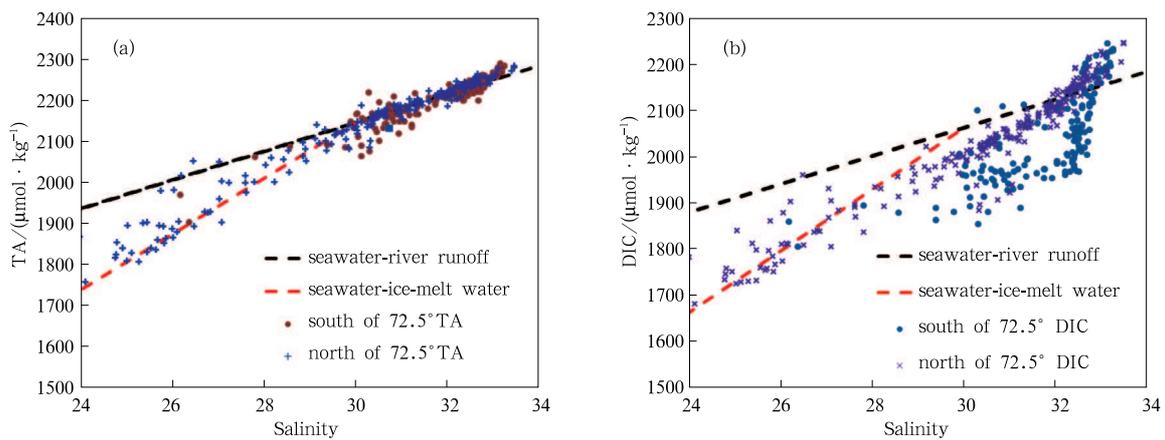 (a)
TA/(μmol · kg⁻¹)
2400
2300
2200
2100
2000
1900
1800
1700
1600
1500
seawater-river runoff
seawater-ice-melt water
south of 72.5°TA
north of 72.5°TA
24 26 28 30 32 34
Salinity
(b)
DIC/(μmol · kg⁻¹)
2300
2200
2100
2000
1900
1800
1700
1600
1500
seawater-river runoff
seawater-ice-melt water
south of 72.5° DIC
north of 72.5° DIC
24 26 28 30 32 34
Salinity